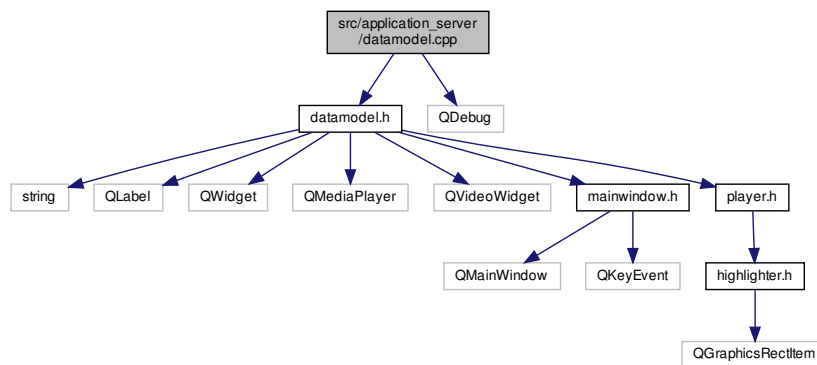 src/application_server
/datamodel.cpp
datamodel.h
QDebug
string
QLabel
QWidget
QMediaPlayer
QVideoWidget
mainwindow.h
player.h
QMainWindow
QKeyEvent
highlighter.h
QGraphicsRectItem